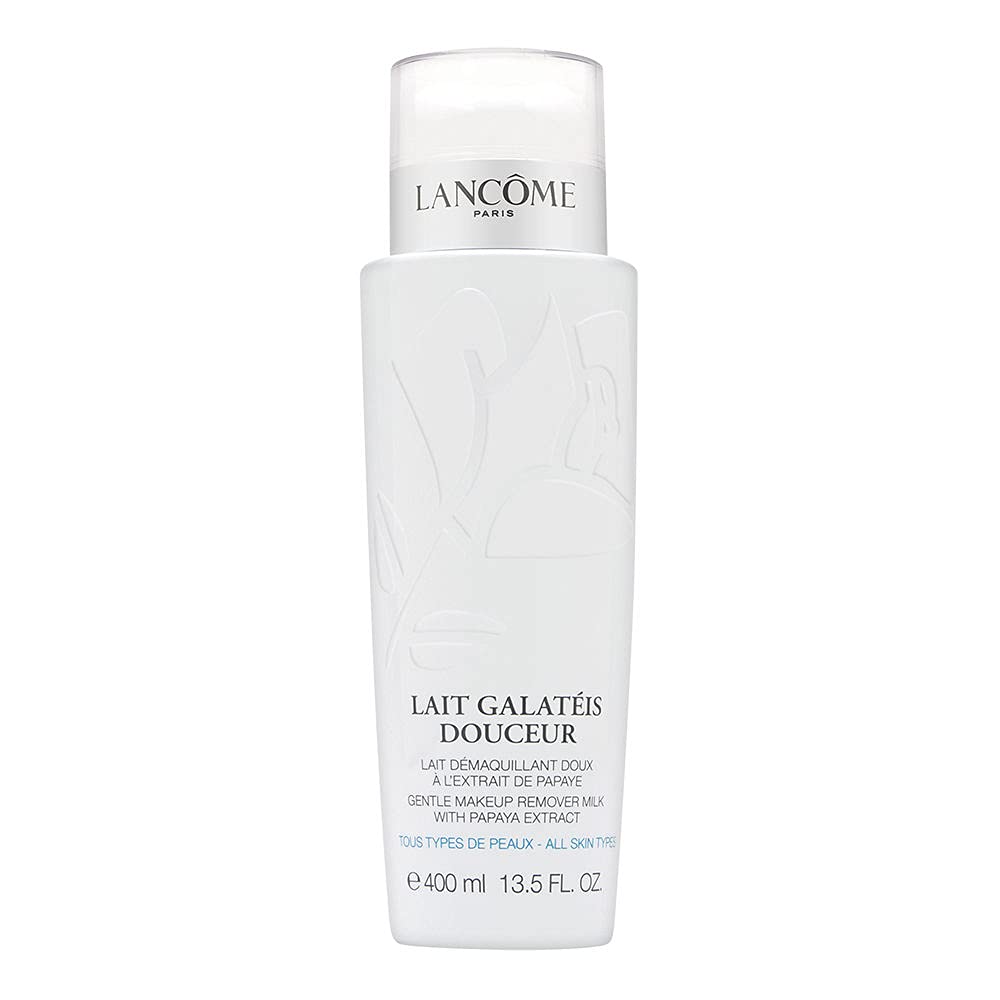 LANCÔME
PARIS
LAIT GALATÉIS
DOUCEUR
LAIT DÉMAQUILLANT DOUX
À L'EXTRAIT DE PAPAYE
GENTLE MAKEUP REMOVER MILK
WITH PAPAYA EXTRACT
TOUS TYPES DE PEAUX - ALL SKIN TYPES
℮ 400 ml 13.5 FL. OZ.